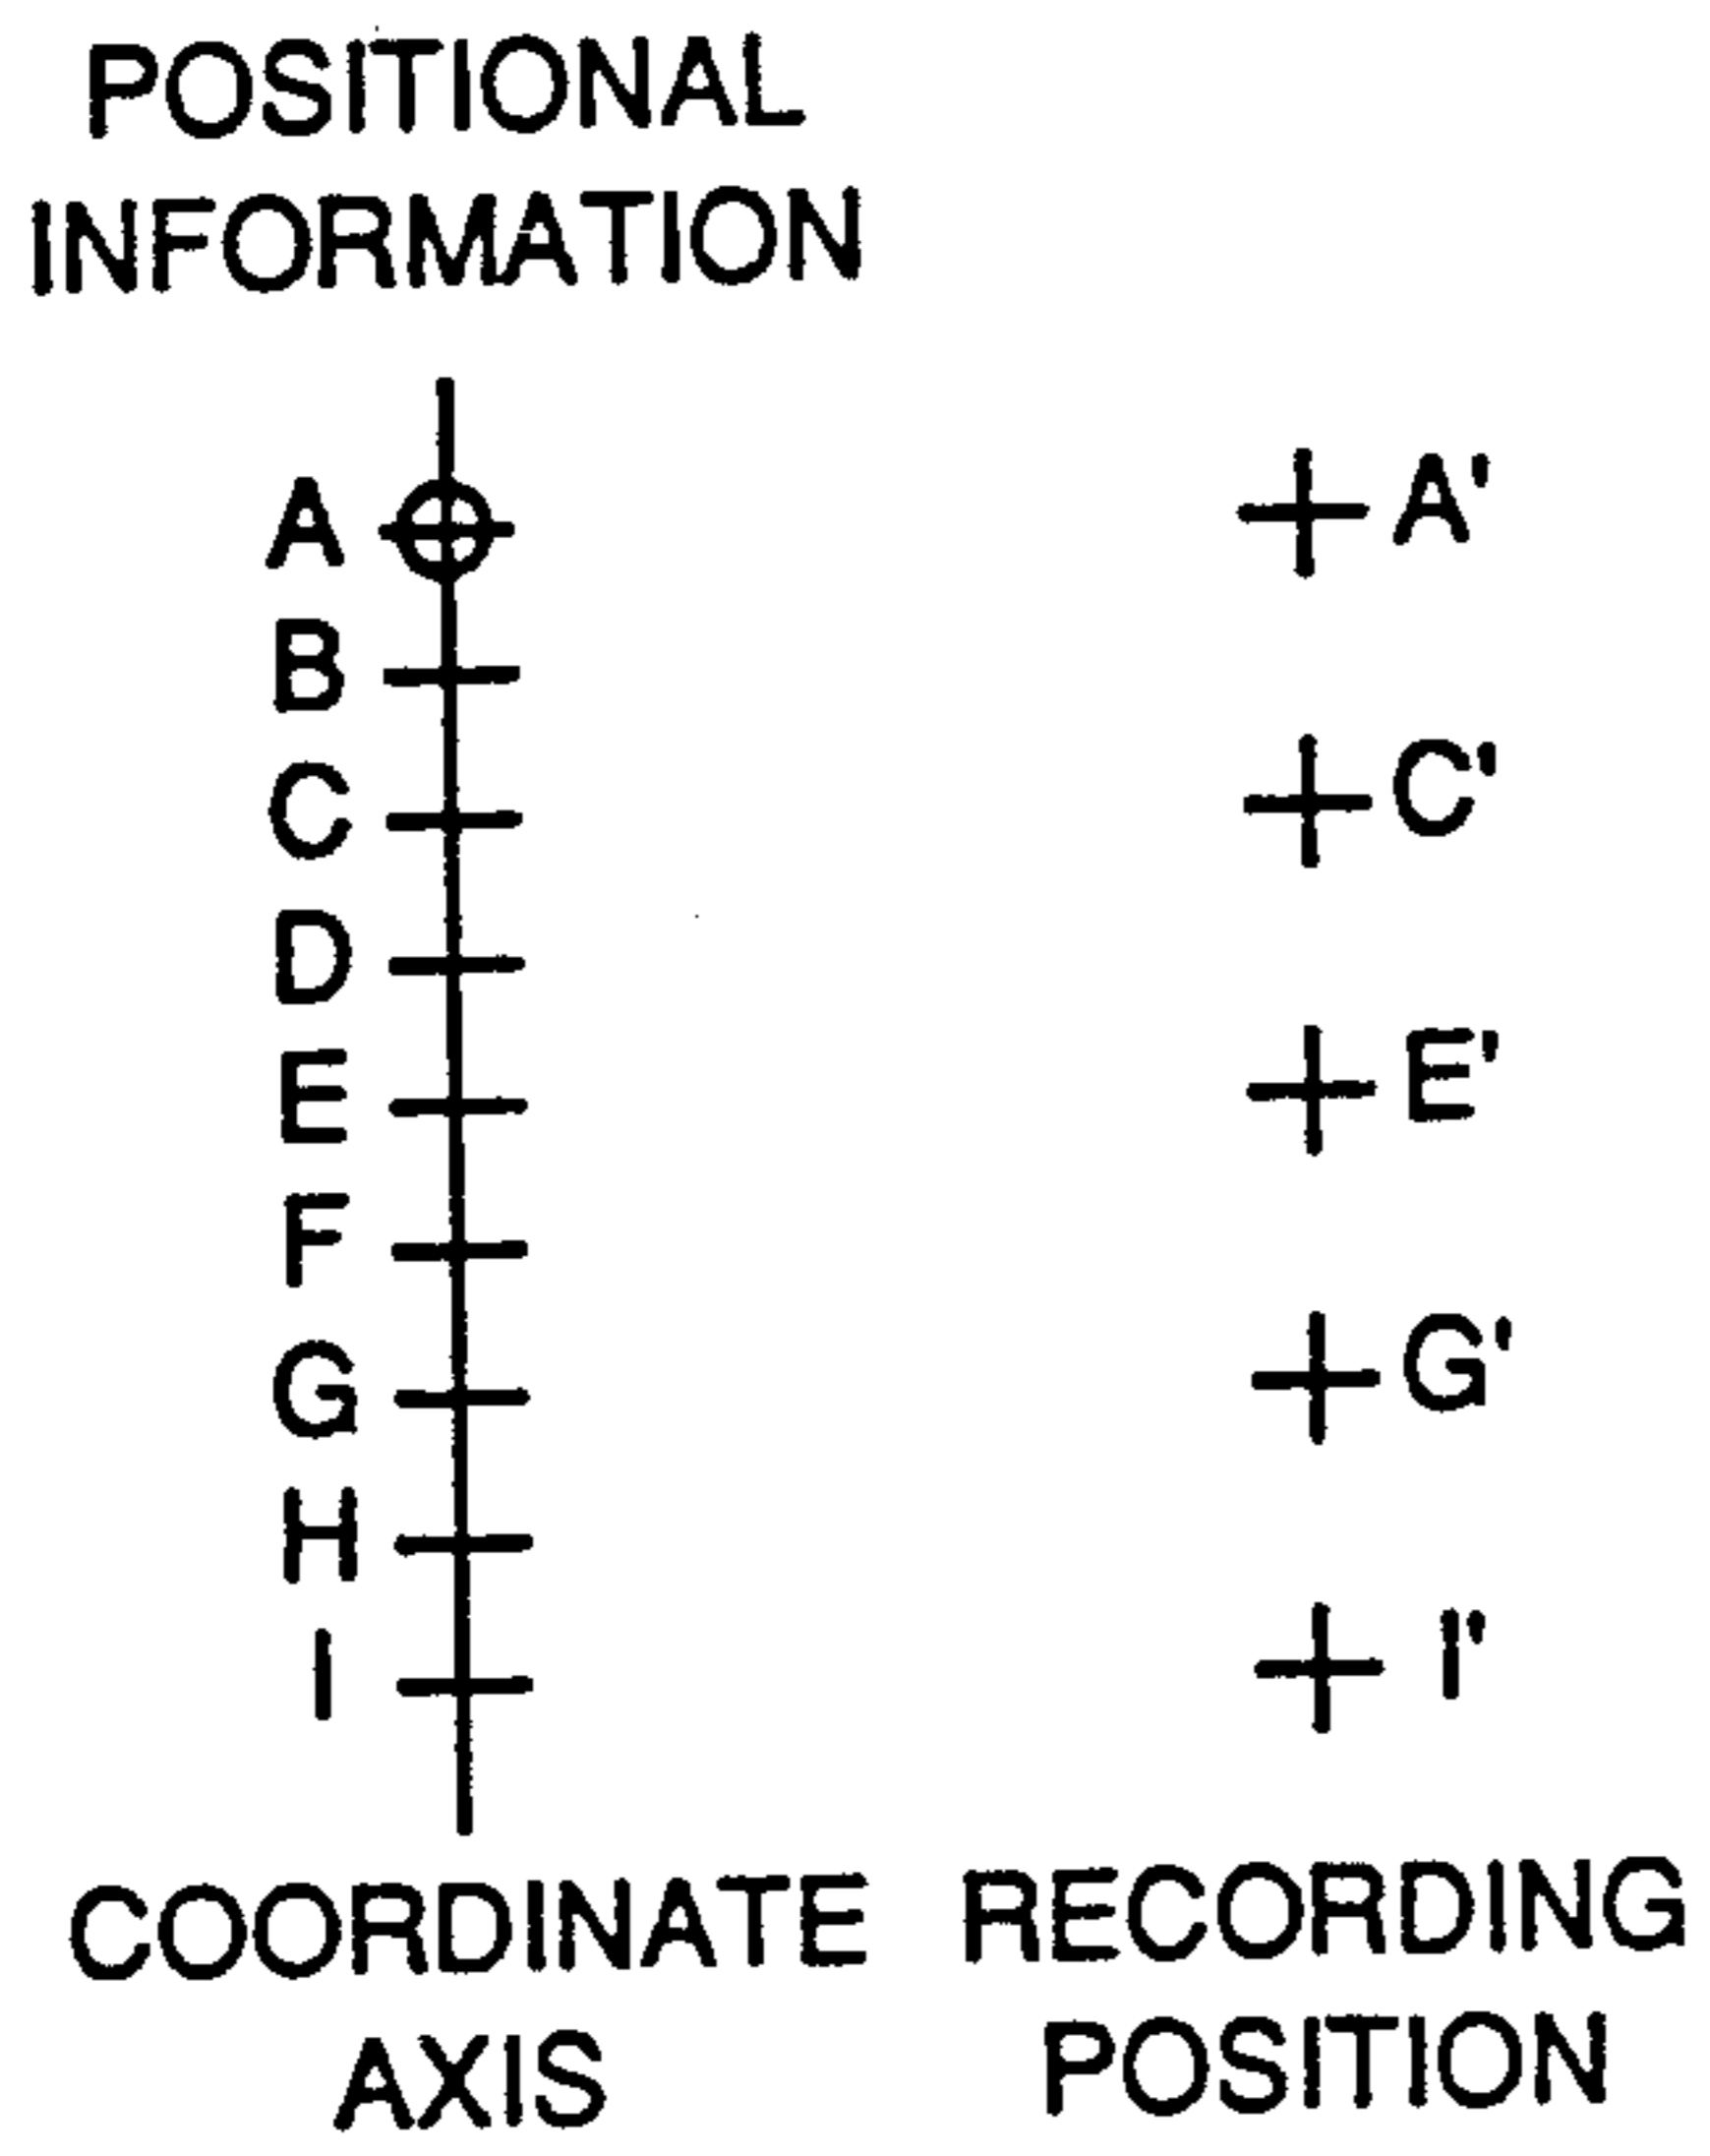 POSITIONAL
INFORMATION
A A'
B
C C'
D
E E'
F
G G'
H
I I'
COORDINATE RECORDING
AXIS POSITION